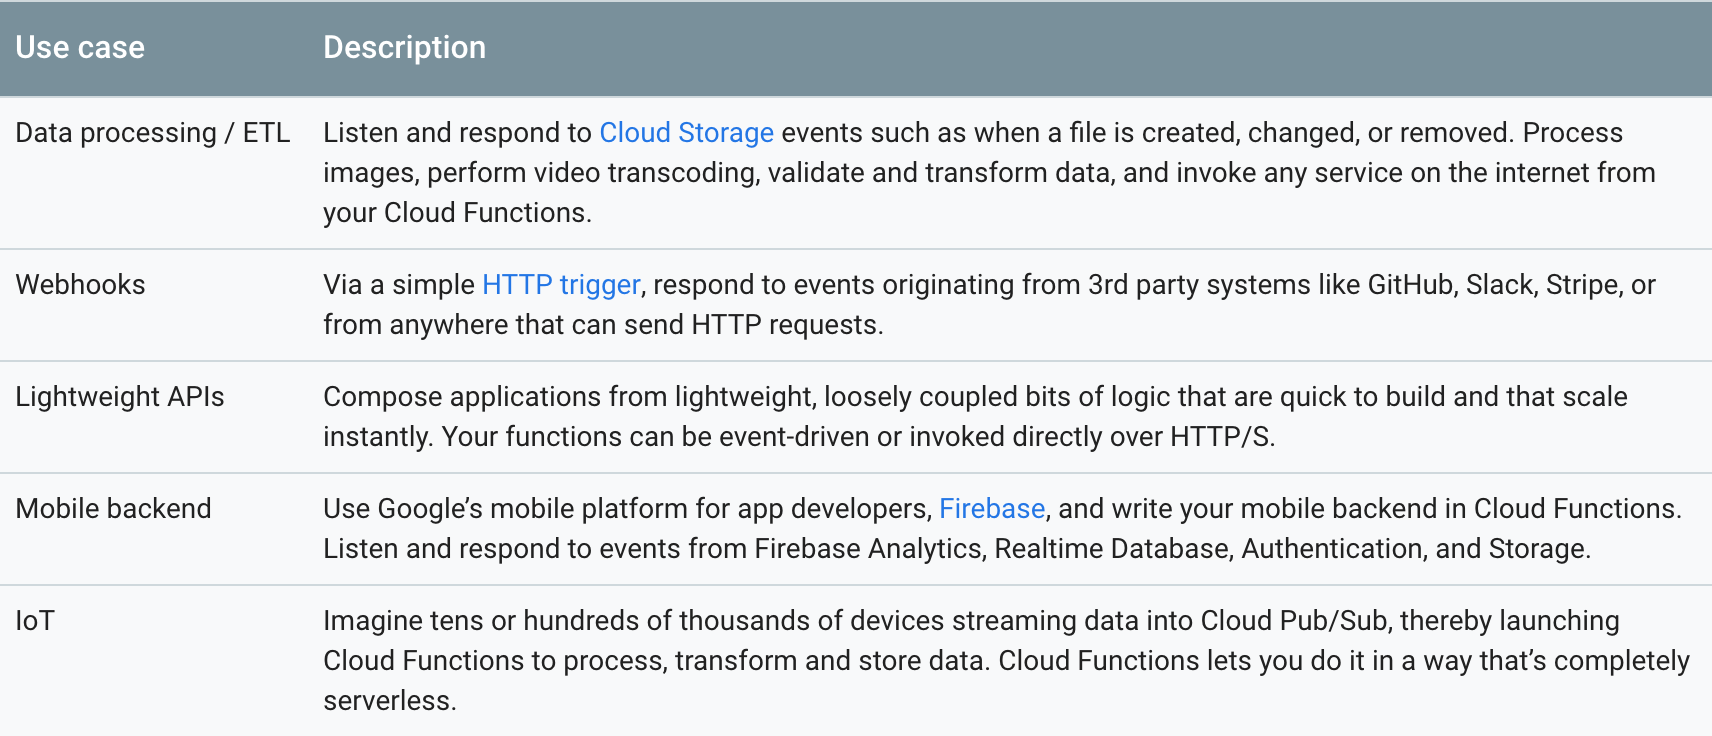 Use case Description
Data processing / ETL Listen and respond to Cloud Storage events such as when a file is created, changed, or removed. Process
images, perform video transcoding, validate and transform data, and invoke any service on the internet from
your Cloud Functions.
Webhooks Via a simple HTTP trigger, respond to events originating from 3rd party systems like GitHub, Slack, Stripe, or
from anywhere that can send HTTP requests.
Lightweight APIs Compose applications from lightweight, loosely coupled bits of logic that are quick to build and that scale
instantly. Your functions can be event-driven or invoked directly over HTTP/S.
Mobile backend Use Google’s mobile platform for app developers, Firebase, and write your mobile backend in Cloud Functions.
Listen and respond to events from Firebase Analytics, Realtime Database, Authentication, and Storage.
IoT Imagine tens or hundreds of thousands of devices streaming data into Cloud Pub/Sub, thereby launching
Cloud Functions to process, transform and store data. Cloud Functions lets you do it in a way that’s completely
serverless.